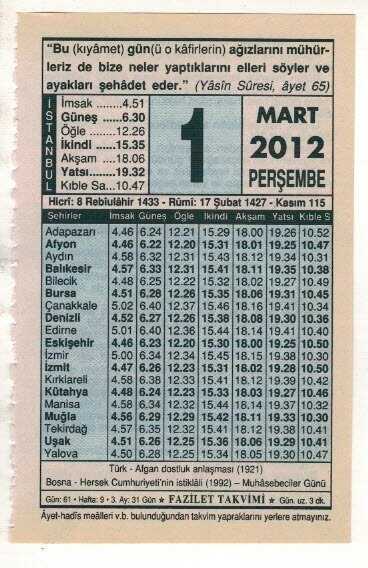 “Bu (kıyâmet) gün(ü o kâfirlerin) ağızlarını mühür-
leriz de bize neler yaptıklarını elleri söyler ve
ayakları şehâdet eder.” (Yâsîn Sûresi, âyet 65)
İSTANBUL
İmsak ......4.51
Güneş ......6.30
Öğle .......12.26
İkindi ......15.35
Akşam ....18.06
Yatsı.......19.32
Kıble Sa...10.47
1
MART
2012
PERŞEMBE
Hicrî: 8 Rebîulâhir 1433 - Rûmî: 17 Şubat 1427 - Kasım 115
Şehirler İmsak Güneş Öğle İkindi Akşam Yatsı Kıble S
Adapazarı 4.46 6.24 12.21 15.29 18.00 19.26 10.52
Afyon 4.46 6.22 12.20 15.31 18.01 19.25 10.47
Aydın 4.58 6.32 12.31 15.43 18.13 19.35 10.30
Balıkesir 4.57 6.33 12.31 15.41 18.11 19.35 10.38
Bilecik 4.48 6.25 12.22 15.32 18.02 19.27 10.50
Bursa 4.51 6.28 12.26 15.35 18.06 19.31 10.45
Çanakkale 5.02 6.40 12.37 15.46 18.16 19.41 10.34
Denizli 4.52 6.27 12.26 15.38 18.08 19.30 10.36
Edirne 5.01 6.40 12.36 15.44 18.14 19.41 10.40
Eskişehir 4.46 6.23 12.20 15.30 18.00 19.25 10.50
İzmir 5.00 6.34 12.34 15.45 18.15 19.38 10.30
İzmit 4.47 6.26 12.23 15.31 18.02 19.28 10.50
Kırklareli 4.58 6.38 12.33 15.41 18.12 19.38 10.42
Kütahya 4.48 6.24 12.23 15.33 18.03 19.27 10.46
Manisa 4.58 6.34 12.32 15.44 18.14 19.37 10.32
Muğla 4.56 6.29 12.29 15.42 18.11 19.33 10.30
Tekirdağ 4.57 6.35 12.31 15.40 18.11 19.37 10.41
Uşak 4.51 6.26 12.25 15.36 18.06 19.29 10.41
Yalova 4.50 6.28 12.25 15.34 18.05 19.30 10.47
Türk - Afgan dostluk anlaşması (1921)
Bosna - Hersek Cumhuriyeti'nin istiklâli (1992) – Muhâsebeciler Günü
Gün: 61 • Hafta: 9 • 3. Ay: 31 Gün ★ FAZİLET TAKVİMİ ★ Gün. uz. 3 dk.
Âyet-hadîs meâlleri v.b. bulunduğundan takvim yapraklarını yerlere atmayınız.